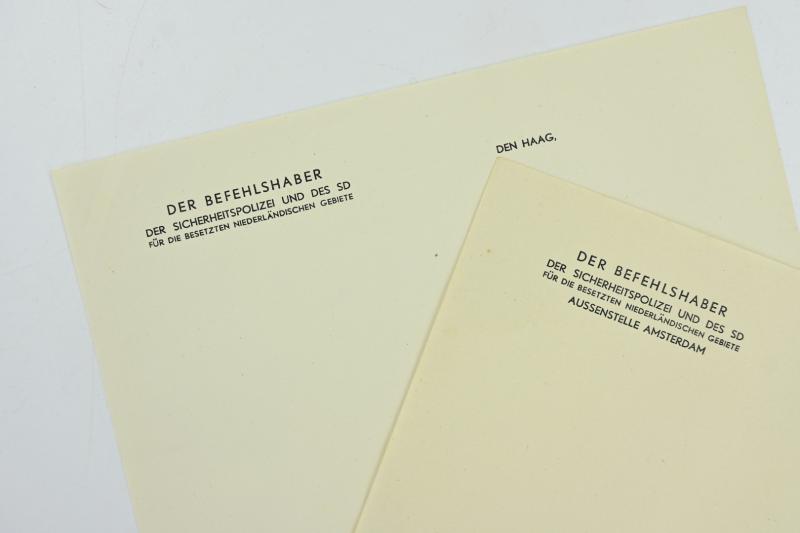 DER BEFEHLSHABER
DER SICHERHEITSPOLIZEI UND DES SD
FÜR DIE BESETZTEN NIEDERLÄNDISCHEN GEBIETE
DEN HAAG,
DER BEFEHLSHABER
DER SICHERHEITSPOLIZEI UND DES SD
FÜR DIE BESETZTEN NIEDERLÄNDISCHEN GEBIETE
AUSSENSTELLE AMSTERDAM